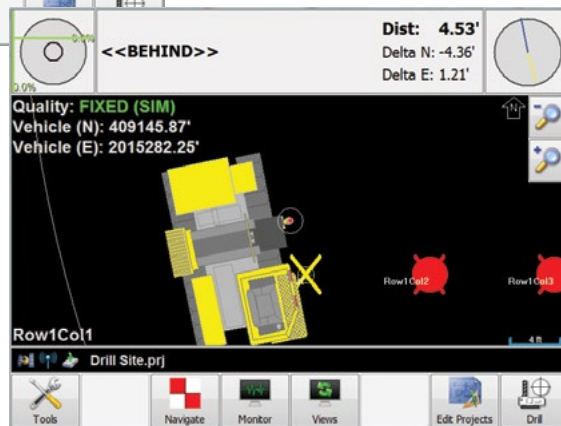 0.0%
<<BEHIND>>
Dist: 4.53'
Delta N: -4.36'
Delta E: 1.21'
0.0%
Quality: FIXED (SIM)
Vehicle (N): 409145.87'
Vehicle (E): 2015282.25'
N
Row1Col2
Row1Col3
Row1Col1
4 ft
Drill Site.prj
Tools
Navigate
Monitor
Views
Edit Projects
Drill